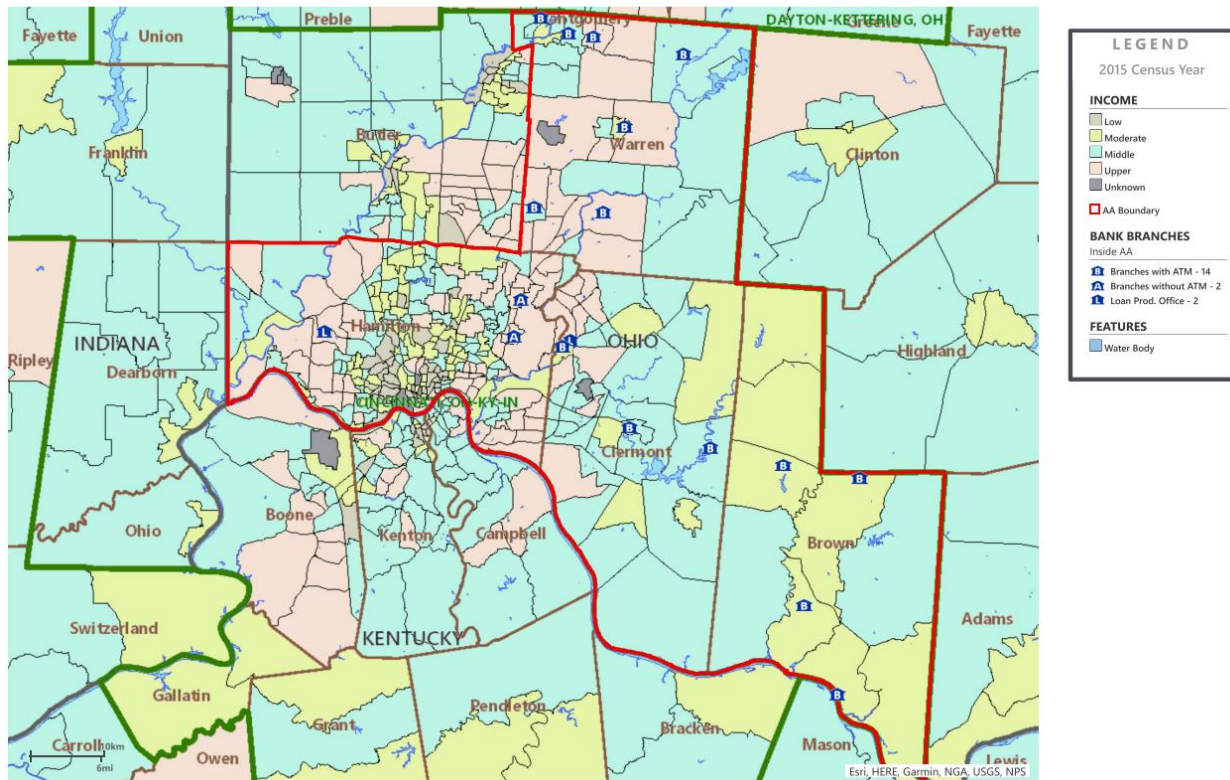 Preble
Montgomery
DAYTON-KETTERING, OH
Greene
Fayette
Union
Fayette
Butler
Warren
Franklin
Clinton
Hamilton
INDIANA
OHIO
Highland
Ripley
Dearborn
CINCINNATI, OH-KY-IN
Clermont
Boone
Ohio
Kenton
Campbell
Brown
Switzerland
KENTUCKY
Adams
Gallatin
Grant
Pendleton
Bracken
Carroll
Owen
Mason
Lewis
10km
6mi
Esri, HERE, Garmin, NGA, USGS, NPS
B
B
B
B
B
B
B
A
L
A
L
B
B
B
B
B
B
B
LEGEND
2015 Census Year
INCOME
Low
Moderate
Middle
Upper
Unknown
AA Boundary
BANK BRANCHES
Inside AA
B Branches with ATM - 14
A Branches without ATM - 2
L Loan Prod. Office - 2
FEATURES
Water Body